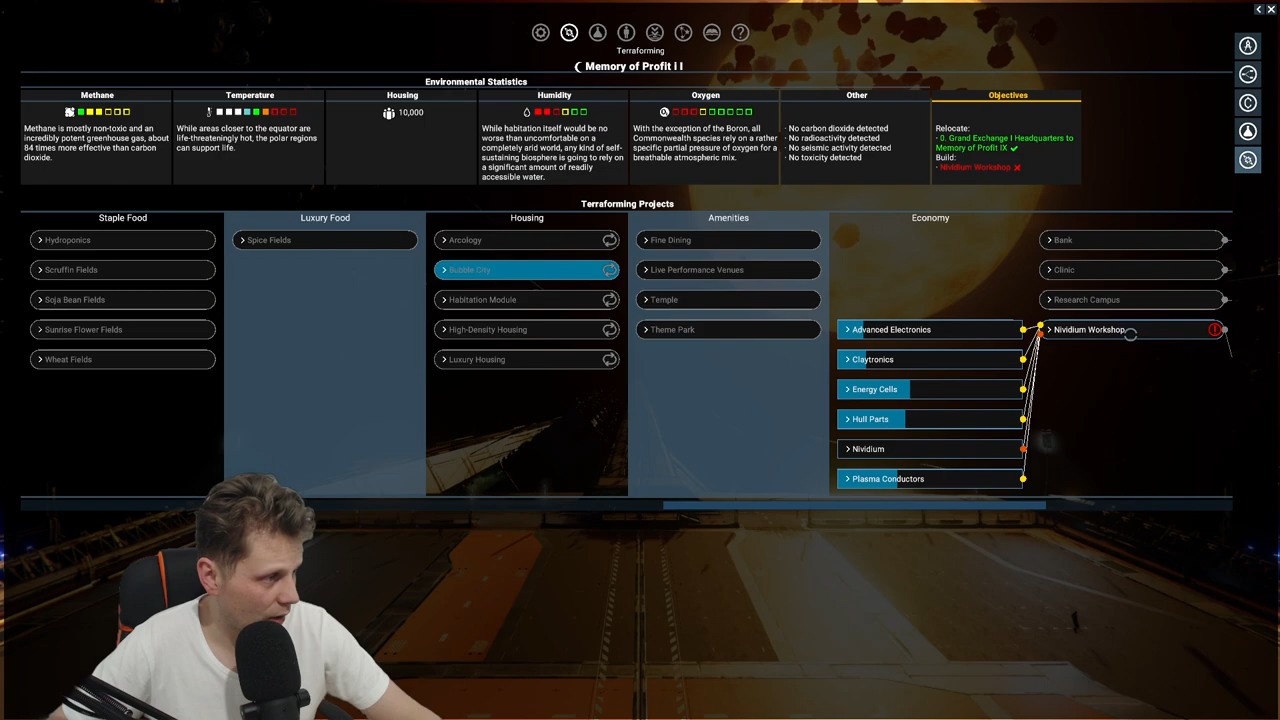 Terraforming
Memory of Profit i I
Environmental Statistics
Methane
Methane is mostly non-toxic and an
incredibly potent greenhouse gas, about
84 times more effective than carbon
dioxide.
Temperature
While areas closer to the equator are
life-threateningly hot, the polar regions
can support life.
Housing
10,000
Humidity
While habitation itself would be no
worse than uncomfortable on a
completely arid world, any kind of self-
sustaining biosphere is going to rely on
a significant amount of readily
accessible water.
Oxygen
With the exception of the Boron, all
Commonwealth species rely on a rather
specific partial pressure of oxygen for a
breathable atmospheric mix.
Other
· No carbon dioxide detected
· No radioactivity detected
· No seismic activity detected
· No toxicity detected
Objectives
Relocate:
· 0. Grand Exchange I Headquarters to
Memory of Profit IX
Build:
· Nividium Workshop
Terraforming Projects
Staple Food
Hydroponics
Scruffin Fields
Soja Bean Fields
Sunrise Flower Fields
Wheat Fields
Luxury Food
Spice Fields
Housing
Arcology
Bubble City
Habitation Module
High-Density Housing
Luxury Housing
Amenities
Fine Dining
Live Performance Venues
Temple
Theme Park
Economy
Advanced Electronics
Claytronics
Energy Cells
Hull Parts
Nividium
Plasma Conductors
Bank
Clinic
Research Campus
Nividium Workshop